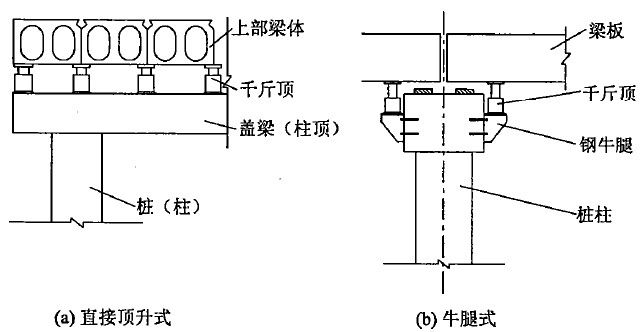 上部梁体
千斤顶
盖梁（柱顶）
桩（柱）
(a) 直接顶升式
梁板
千斤顶
钢牛腿
桩柱
(b) 牛腿式